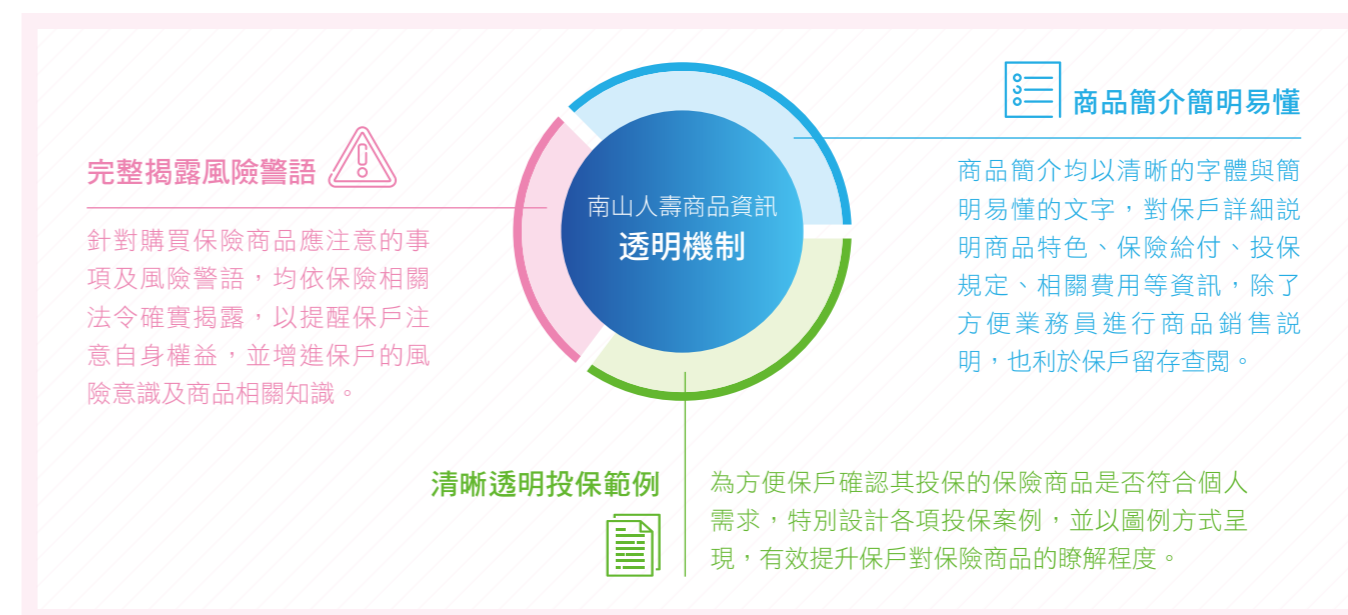 南山人壽商品資訊
透明機制
商品簡介簡明易懂
商品簡介均以清晰的字體與簡
明易懂的文字，對保戶詳細説
明商品特色、保險給付、投保
規定、相關費用等資訊，除了
方便業務員進行商品銷售説
明，也利於保戶留存查閱。
完整揭露風險警語
針對購買保險商品應注意的事
項及風險警語，均依保險相關
法令確實揭露，以提醒保戶注
意自身權益，並增進保戶的風
險意識及商品相關知識。
清晰透明投保範例
為方便保戶確認其投保的保險商品是否符合個人
需求，特別設計各項投保案例，並以圖例方式呈
現，有效提升保戶對保險商品的瞭解程度。